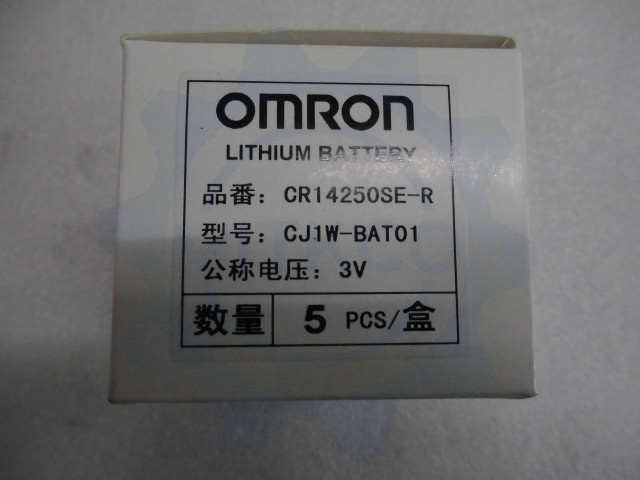 OMRON
LITHIUM BATTERY
品番：CR14250SE-R
型号：CJ1W-BAT01
公称电压：3V
数量 5 PCS/盒